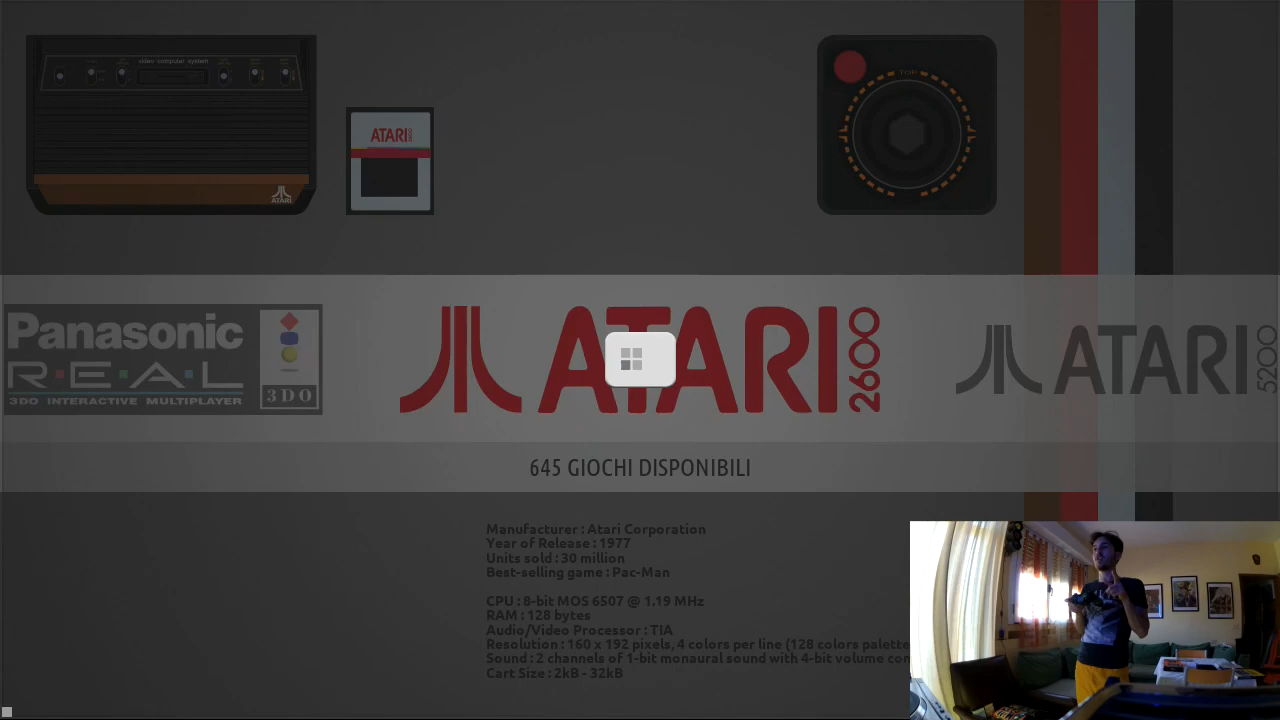 video computer system
ATARI
ATARI 2600
TOP
Panasonic
R·E·A·L
3DO INTERACTIVE MULTIPLAYER
3DO
ATARI 2600
ATARI 5200
645 GIOCHI DISPONIBILI
Manufacturer : Atari Corporation
Year of Release : 1977
Units sold : 30 million
Best-selling game : Pac-Man
CPU : 8-bit MOS 6507 @ 1.19 MHz
RAM : 128 bytes
Audio/Video Processor : TIA
Resolution : 160 x 192 pixels, 4 colors per line (128 colors palette
Sound : 2 channels of 1-bit monaural sound with 4-bit volume con
Cart Size : 2kB - 32kB